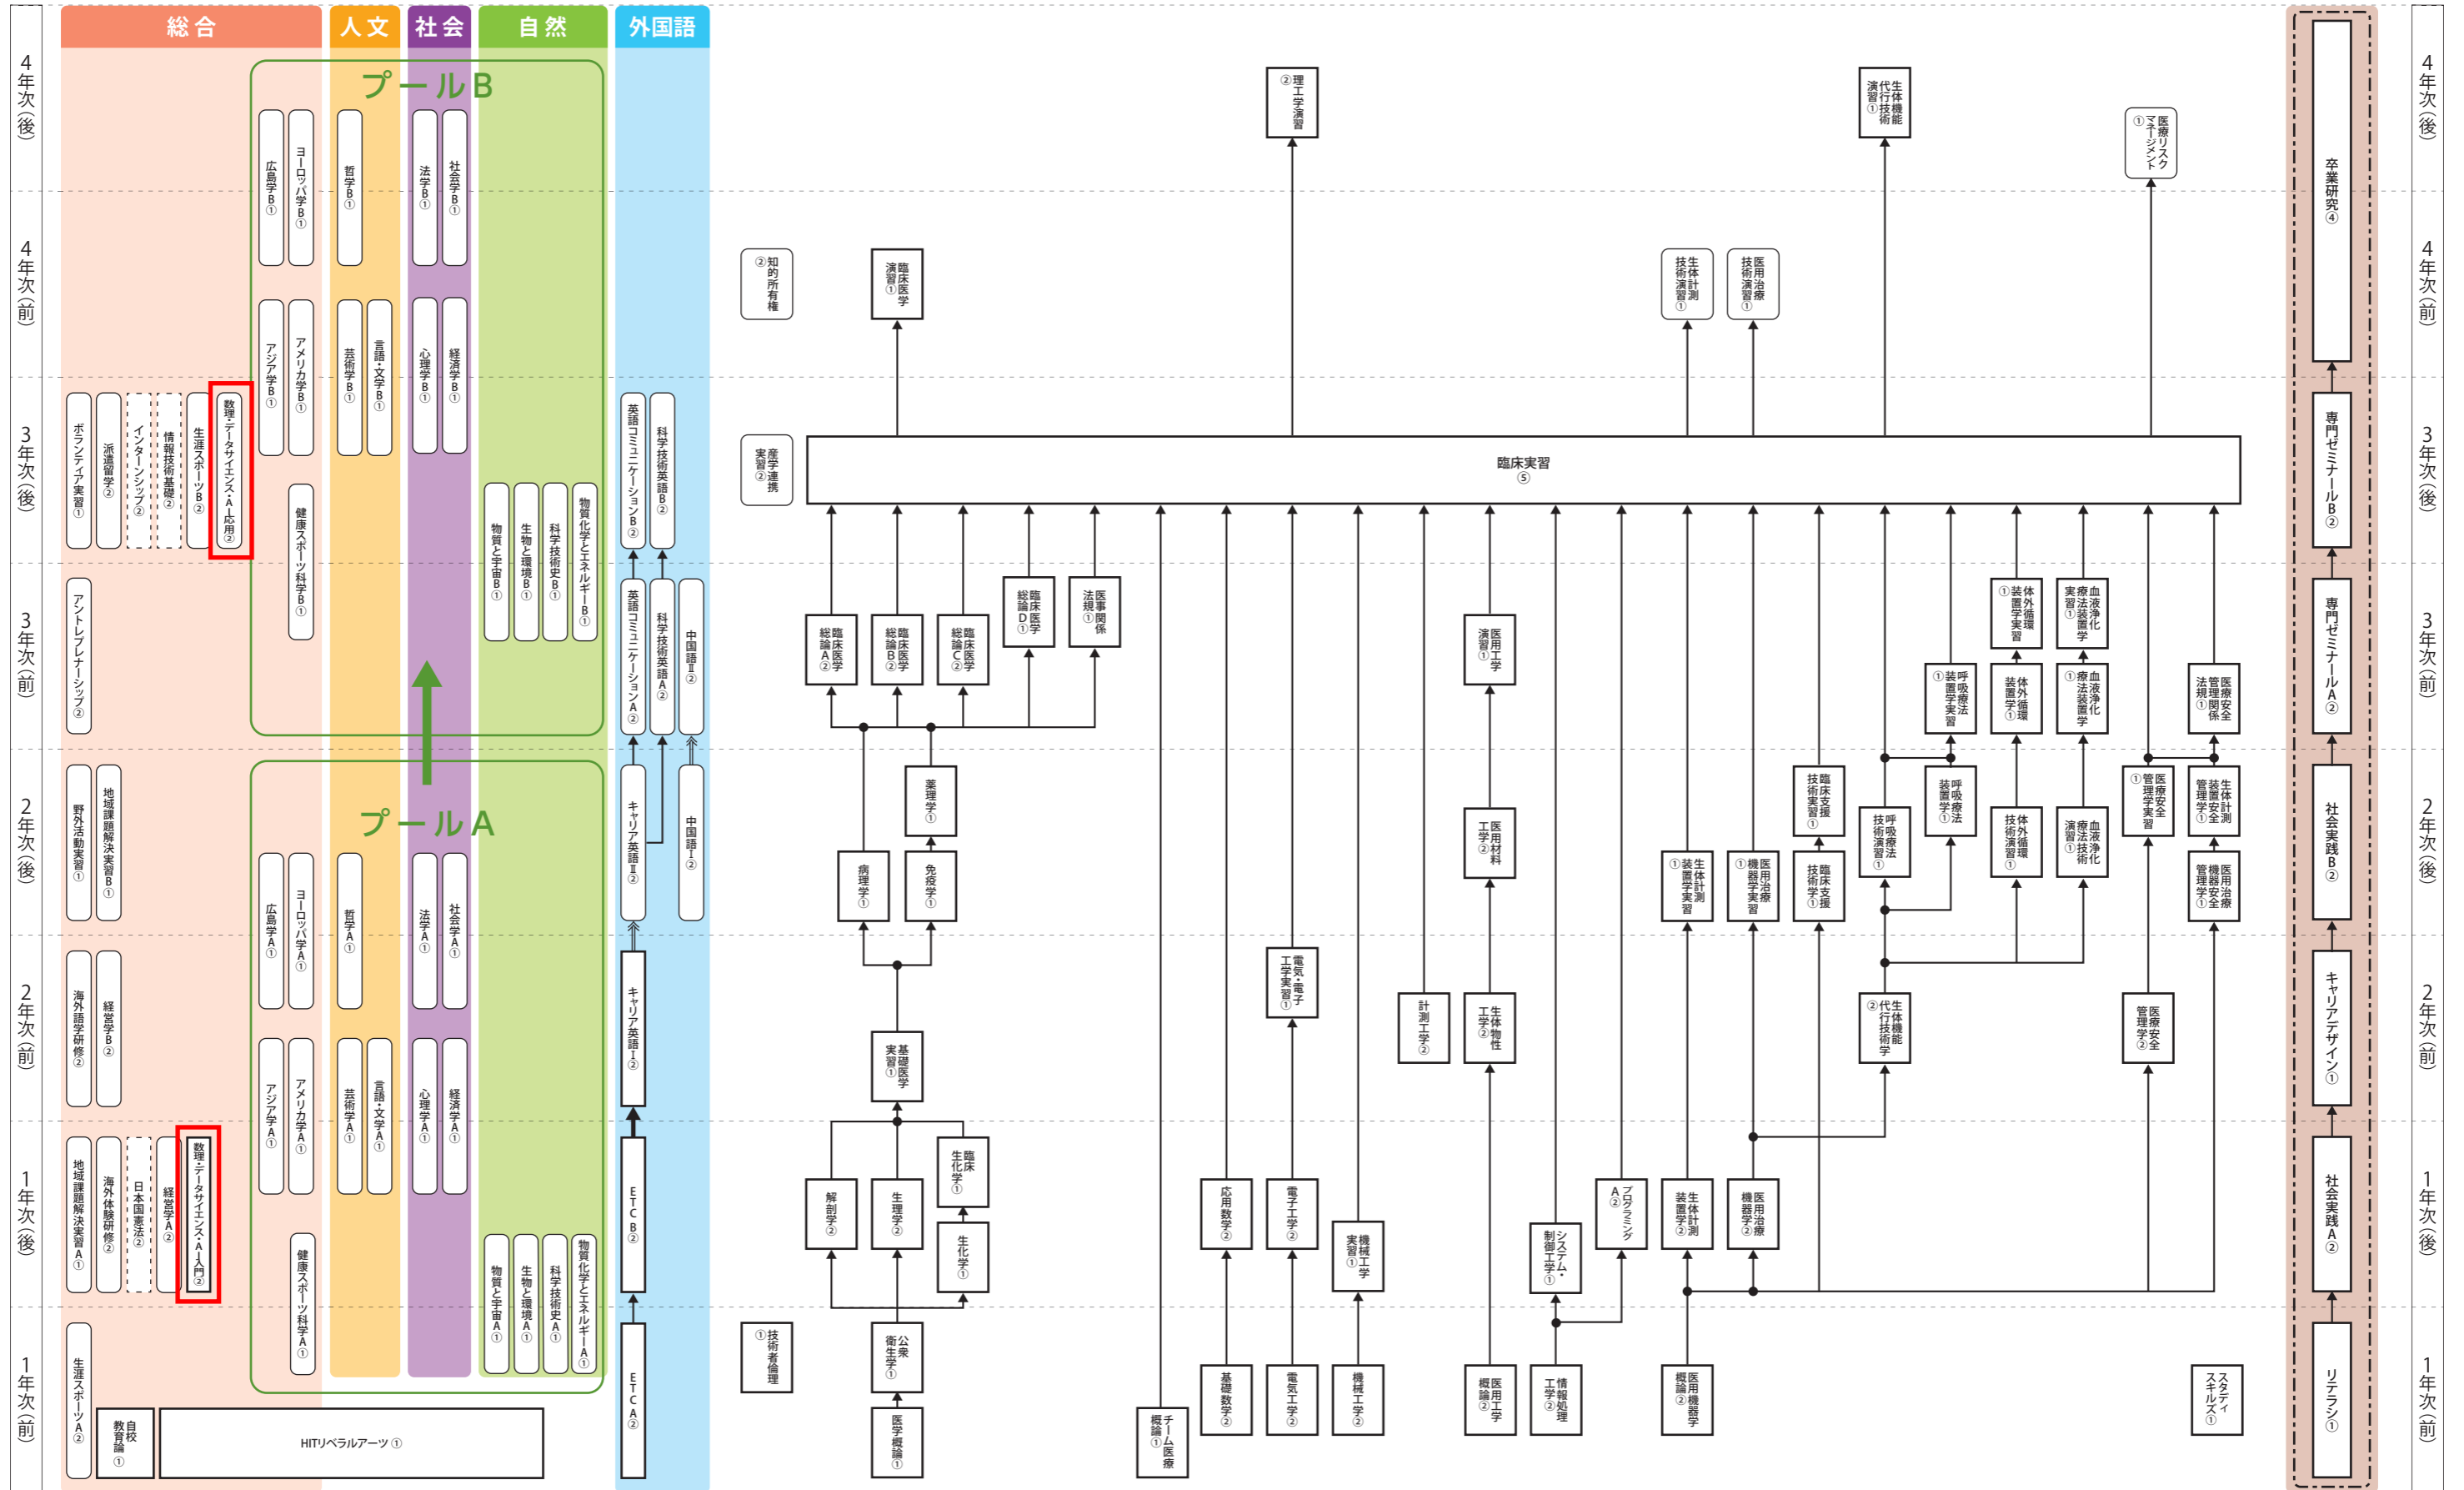 総合
人文
社会
自然
外国語
4年次(後)
プールB
広島学B①
ヨーロッパ学B①
哲学B①
法学B①
社会学B①
理工学演習②
生体機能代行技術演習①
医療リスクマネージメント①
卒業研究④
4年次(後)
4年次(前)
アジア学B①
アメリカ学B①
芸術学B①
言語・文学B①
心理学B①
経済学B①
知的所有権②
臨床医学演習①
生体計測技術演習①
医用治療技術演習①
4年次(前)
3年次(後)
ボランティア実習①
派遣留学②
インターンシップ②
情報技術基礎②
生涯スポーツB②
数理・データサイエンス・AI応用②
健康スポーツ科学B①
物質と宇宙B①
生物と環境B①
科学技術史B①
物質化学とエネルギーB①
英語コミュニケーションB②
科学技術英語B②
産学連携実習②
臨床実習
⑤
専門ゼミナールB②
3年次(後)
3年次(前)
アントレプレナーシップ②
英語コミュニケーションA②
科学技術英語A②
中国語Ⅱ②
臨床医学総論A②
臨床医学総論B②
臨床医学総論C②
臨床医学総論D①
医事関係法規①
医用工学演習①
呼吸療法装置学実習①
体外循環装置学実習①
体外循環装置学①
血液浄化療法装置学実習①
血液浄化療法装置学①
医療安全管理関係法規①
専門ゼミナールA②
3年次(前)
2年次(後)
プールA
野外活動実習①
地域課題解決実習B①
広島学A①
ヨーロッパ学A①
哲学A①
法学A①
社会学A①
キャリア英語Ⅱ②
中国語Ⅰ②
病理学①
薬理学①
免疫学①
医用材料工学②
生体計測装置学実習①
医用治療機器学実習①
臨床支援技術実習①
臨床支援技術学①
呼吸療法技術演習①
呼吸療法装置学①
体外循環技術演習①
血液浄化療法技術演習①
医療安全管理学実習①
生体計測装置安全管理学①
医用治療機器安全管理学①
社会実践B②
2年次(後)
2年次(前)
海外語学研修②
経営学B②
アジア学A①
アメリカ学A①
芸術学A①
言語・文学A①
心理学A①
経済学A①
キャリア英語Ⅰ②
基礎医学実習①
電気・電子工学実習①
計測工学②
生体物性工学②
生体機能代行技術学②
医療安全管理学②
キャリアデザイン①
2年次(前)
1年次(後)
地域課題解決実習A①
海外体験研修②
日本国憲法②
経営学A②
数理・データサイエンス・AI入門②
健康スポーツ科学A①
物質と宇宙A①
生物と環境A①
科学技術史A①
物質化学とエネルギーA①
ETC B②
解剖学②
生理学②
臨床生化学①
生化学①
応用数学②
電子工学②
機械工学実習①
システム・制御工学①
プログラミングA②
生体計測装置学②
医用治療機器学②
社会実践A②
1年次(後)
1年次(前)
生涯スポーツA②
自校教育論①
HITリベラルアーツ①
ETC A②
技術者倫理①
公衆衛生学①
医学概論①
チーム医療概論①
基礎数学②
電気工学②
機械工学②
医用工学概論②
情報処理工学②
医用機器学概論②
スタディスキルズ①
リテラシ①
1年次(前)